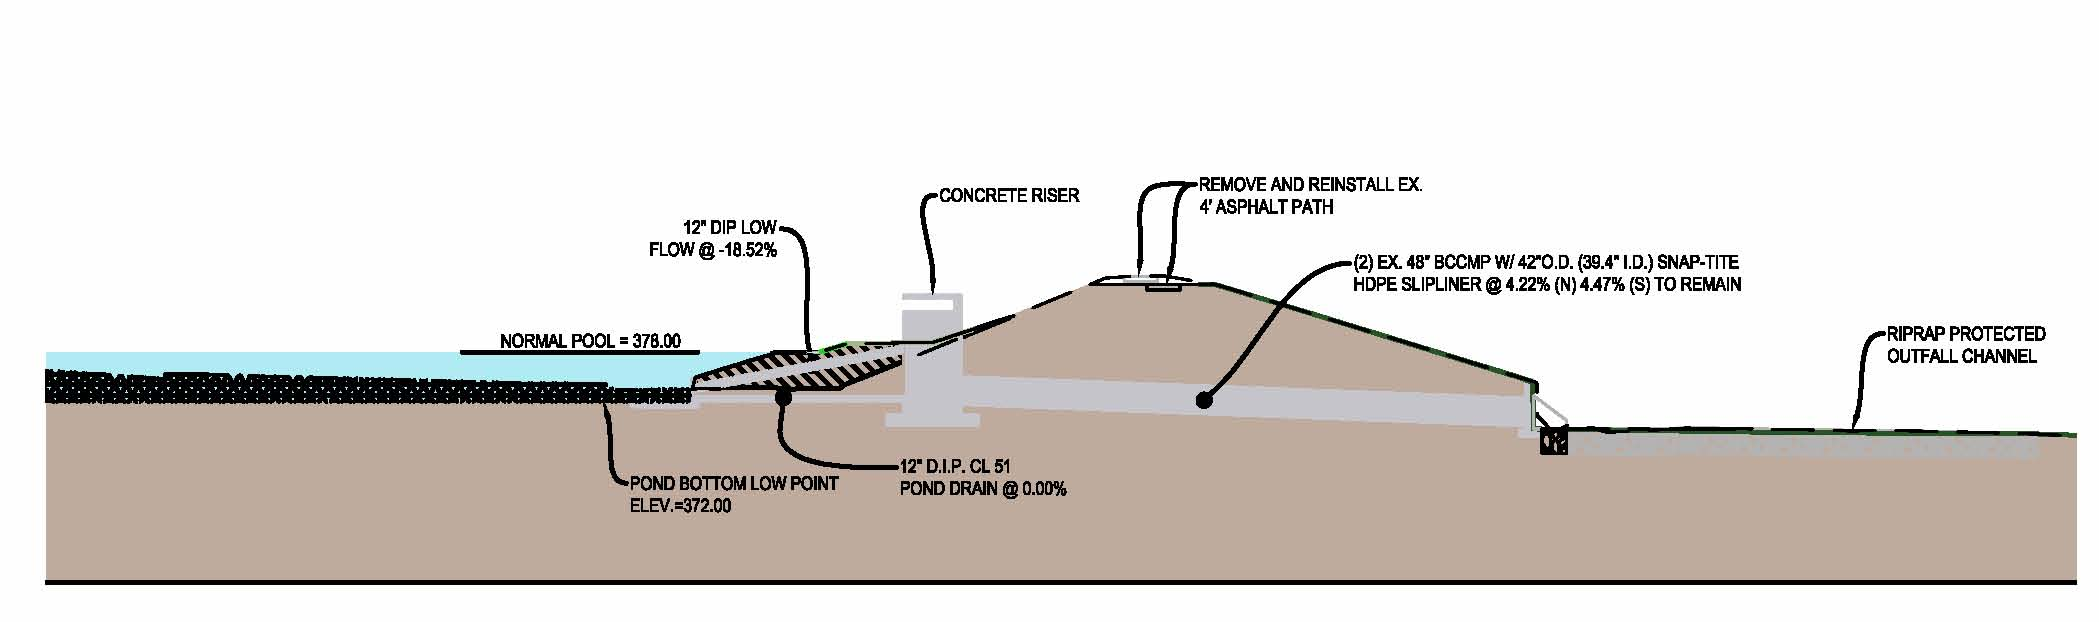 REMOVE AND REINSTALL EX.
4' ASPHALT PATH
CONCRETE RISER
12" DIP LOW
FLOW @ -18.52%
(2) EX. 48" BCCMP W/ 42"O.D. (39.4" I.D.) SNAP-TITE
HDPE SLIPLINER @ 4.22% (N) 4.47% (S) TO REMAIN
NORMAL POOL = 378.00
RIPRAP PROTECTED
OUTFALL CHANNEL
12" D.I.P. CL 51
POND DRAIN @ 0.00%
POND BOTTOM LOW POINT
ELEV.=372.00